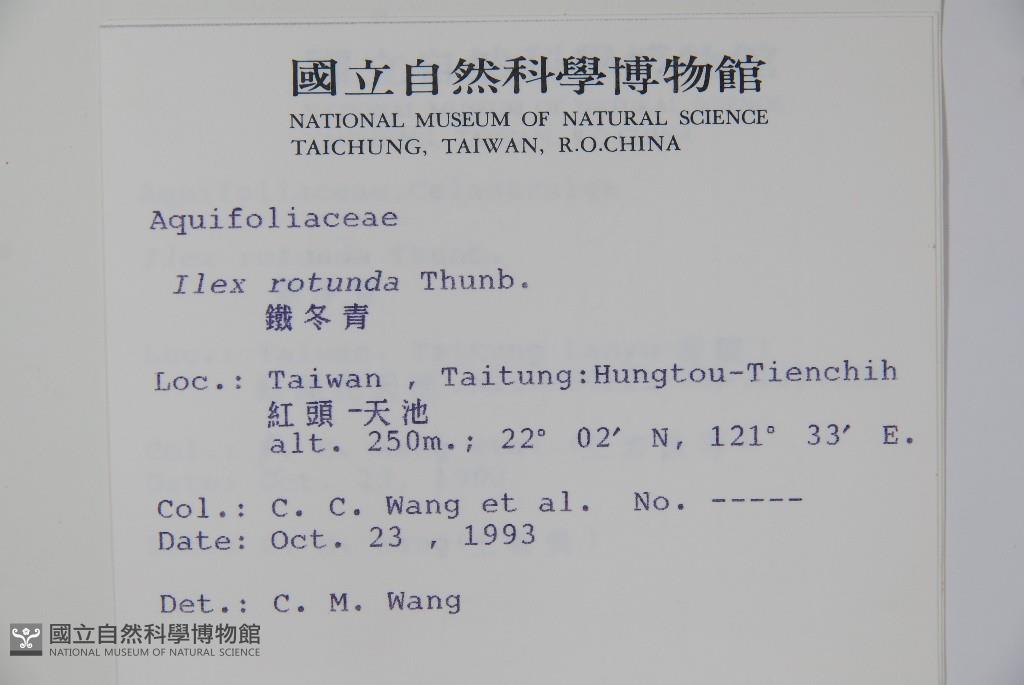 國立自然科學博物館
NATIONAL MUSEUM OF NATURAL SCIENCE
TAICHUNG, TAIWAN, R.O.CHINA
Aquifoliaceae
Ilex rotunda Thunb.
鐵冬青
Loc.: Taiwan , Taitung:Hungtou-Tienchih
紅頭-天池
alt. 250m.; 22° 02′ N, 121° 33′ E.
Col.: C. C. Wang et al. No. -----
Date: Oct. 23 , 1993
Det.: C. M. Wang
國立自然科學博物館
NATIONAL MUSEUM OF NATURAL SCIENCE